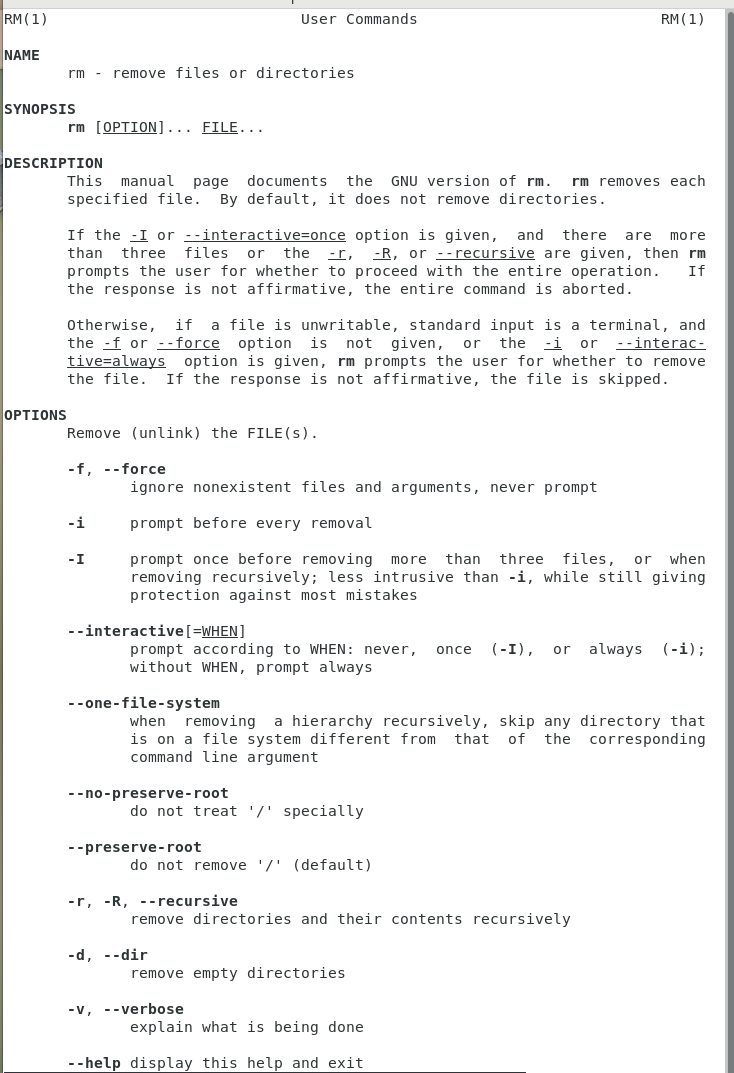 RM(1) User Commands RM(1)
NAME
rm - remove files or directories
SYNOPSIS
rm [OPTION]... FILE...
DESCRIPTION
This manual page documents the GNU version of rm. rm removes each
specified file. By default, it does not remove directories.
If the -I or --interactive=once option is given, and there are more
than three files or the -r, -R, or --recursive are given, then rm
prompts the user for whether to proceed with the entire operation. If
the response is not affirmative, the entire command is aborted.
Otherwise, if a file is unwritable, standard input is a terminal, and
the -f or --force option is not given, or the -i or --interac-
tive=always option is given, rm prompts the user for whether to remove
the file. If the response is not affirmative, the file is skipped.
OPTIONS
Remove (unlink) the FILE(s).
-f, --force
ignore nonexistent files and arguments, never prompt
-i prompt before every removal
-I prompt once before removing more than three files, or when
removing recursively; less intrusive than -i, while still giving
protection against most mistakes
--interactive[=WHEN]
prompt according to WHEN: never, once (-I), or always (-i);
without WHEN, prompt always
--one-file-system
when removing a hierarchy recursively, skip any directory that
is on a file system different from that of the corresponding
command line argument
--no-preserve-root
do not treat '/' specially
--preserve-root
do not remove '/' (default)
-r, -R, --recursive
remove directories and their contents recursively
-d, --dir
remove empty directories
-v, --verbose
explain what is being done
--help display this help and exit